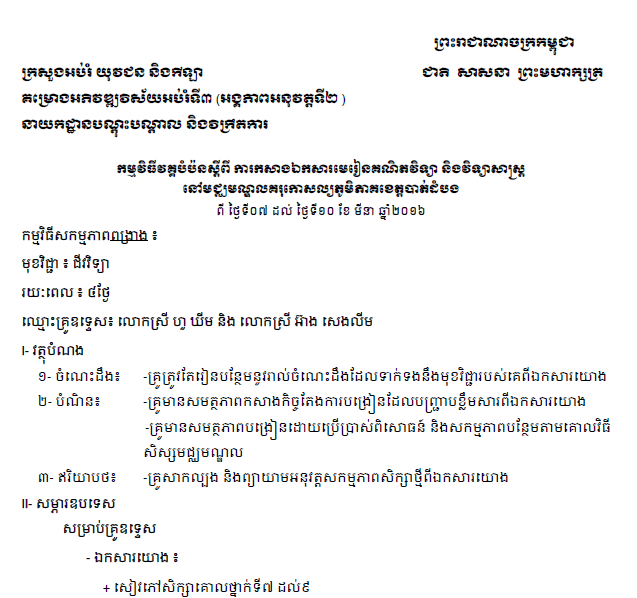 ព្រះរាជាណាចក្រកម្ពុជា
ក្រសួងអប់រំ យុវជន និងកីឡា ជាតិ សាសនា ព្រះមហាក្សត្រ
គម្រោងអភិវឌ្ឍវិស័យអប់រំទី៣ (អង្គភាពអនុវត្តទី២ )
នាយកដ្ឋានបណ្តុះបណ្តាល និងវិក្រឹតការ
កម្មវិធីវគ្គបំប៉នស្តីពី ការកសាងឯកសារមេរៀនគណិតវិទ្យា និងវិទ្យាសាស្ត្រ
នៅមជ្ឈមណ្ឌលគរុកោសល្យភូមិភាគខេត្តបាត់ដំបង
ពី ថ្ងៃទី០៧ ដល់ ថ្ងៃទី១០ ខែ មីនា ឆ្នាំ២០១៦
កម្មវិធីសកម្មភាពព្រាង ៖
មុខវិជ្ជា ៖ ជីវវិទ្យា
រយៈពេល ៖ ៤ថ្ងៃ
ឈ្មោះគ្រូឧទ្ទេស៖ លោកស្រី ហូ ឃីម និង លោកស្រី អ៊ាង សេងលីម
I- វត្ថុបំណង
១- ចំណេះដឹង៖ -គ្រូត្រូវតែរៀនបន្ថែមនូវរាល់ចំណេះដឹងដែលទាក់ទងនឹងមុខវិជ្ជារបស់គេពីឯកសារយោង
២- បំណិន៖ -គ្រូមានសមត្ថភាពកសាងកិច្ចតែងការបង្រៀនដែលបញ្ជ្រាបខ្លឹមសារពីឯកសារយោង
-គ្រូមានសមត្ថភាពបង្រៀនដោយប្រើប្រាស់ពិសោធន៍ និងសកម្មភាពបន្ថែមតាមគោលវិធី
សិស្សមជ្ឈមណ្ឌល
៣- ឥរិយាបថ៖ -គ្រូសាកល្បង និងព្យាយាមអនុវត្តសកម្មភាពសិក្សាថ្មីពីឯកសារយោង
II- សម្ភារឧបទេស
សម្រាប់គ្រូឧទ្ទេស
- ឯកសារយោង ៖
+ សៀវភៅសិក្សាគោលថ្នាក់ទី៧ ដល់៩